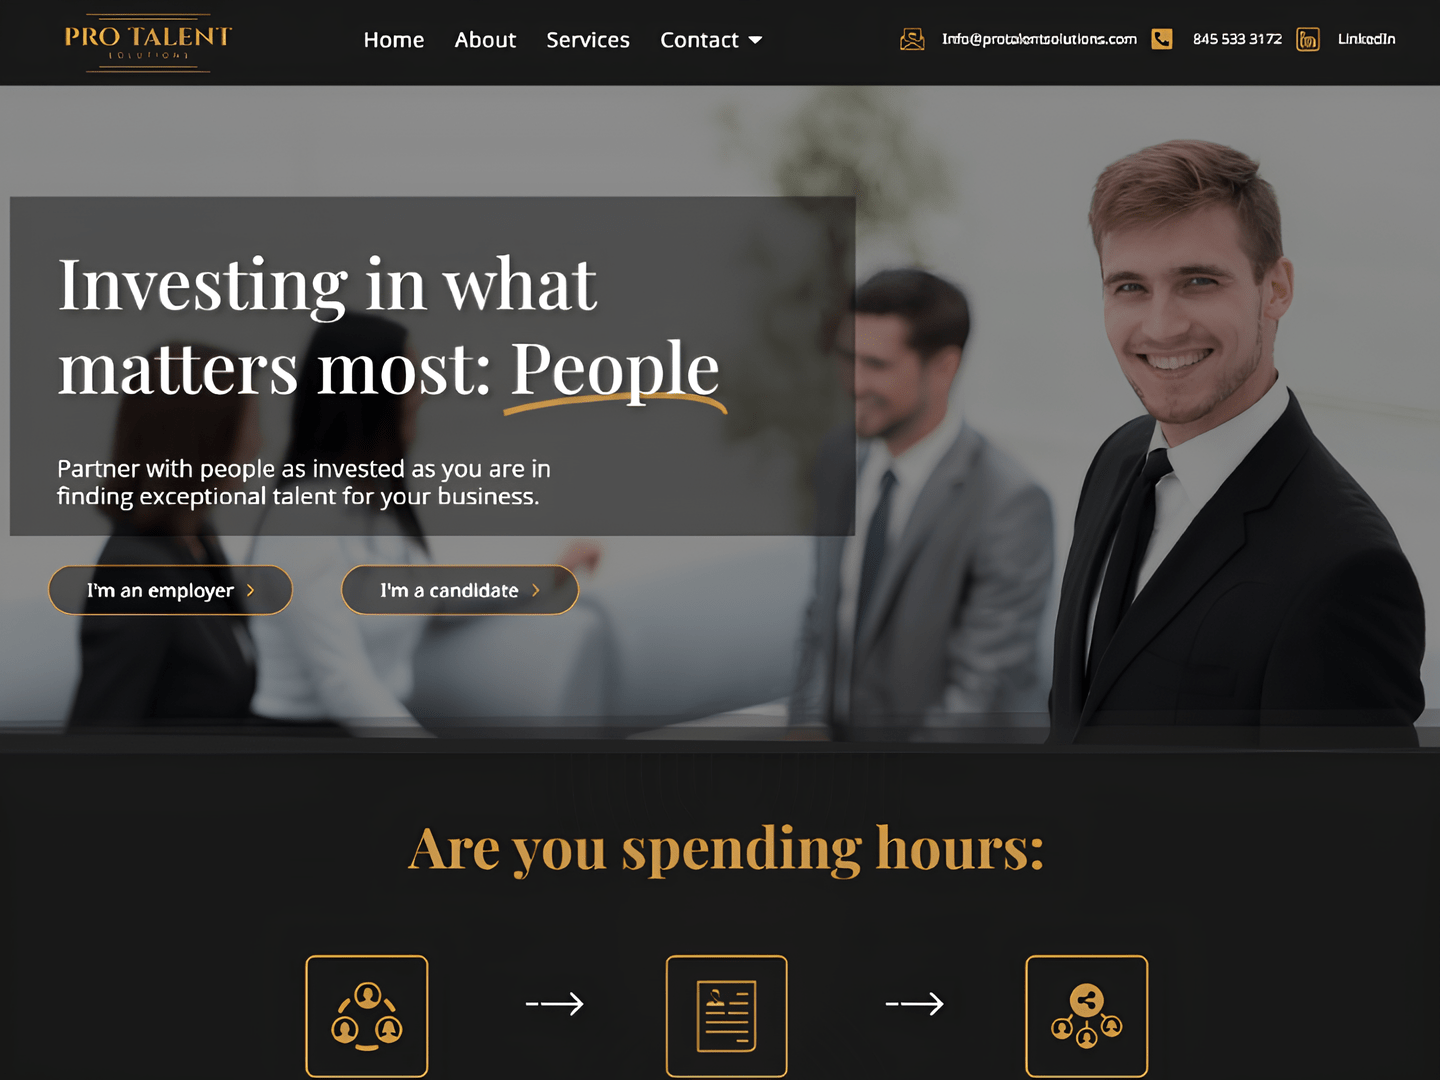 PRO TALENT
SOLUTIONS
Home About Services Contact
Info@protalentsolutions.com 845 533 3172 LinkedIn
Investing in what
matters most: People
Partner with people as invested as you are in
finding exceptional talent for your business.
I'm an employer I'm a candidate
Are you spending hours: